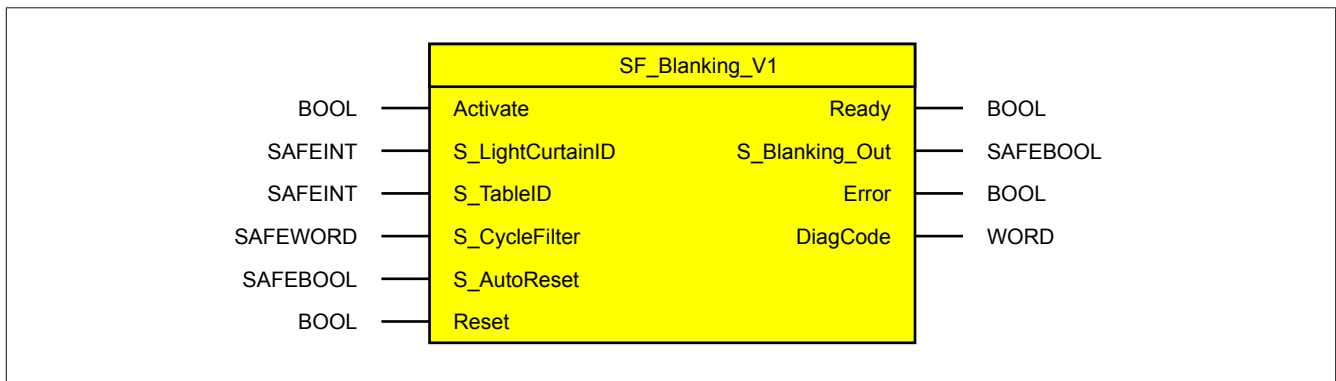 SF_Blanking_V1
BOOL Activate Ready BOOL
SAFEINT S_LightCurtainID S_Blanking_Out SAFEBOOL
SAFEINT S_TableID Error BOOL
SAFEWORD S_CycleFilter DiagCode WORD
SAFEBOOL S_AutoReset
BOOL Reset